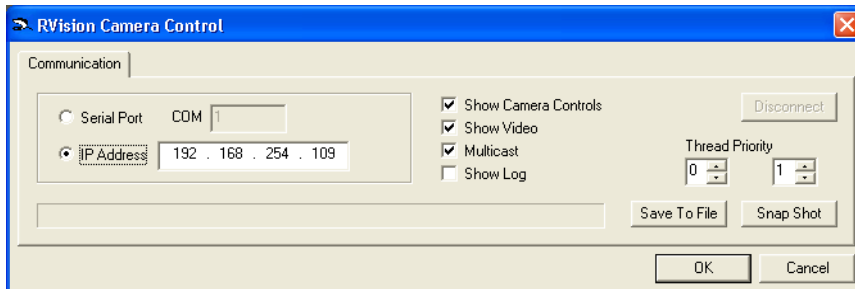 RVision Camera Control
Communication
Serial Port COM 1
IP Address 192 . 168 . 254 . 109
Show Camera Controls
Show Video
Multicast
Show Log
Disconnect
Thread Priority
0 1
Save To File Snap Shot
OK Cancel